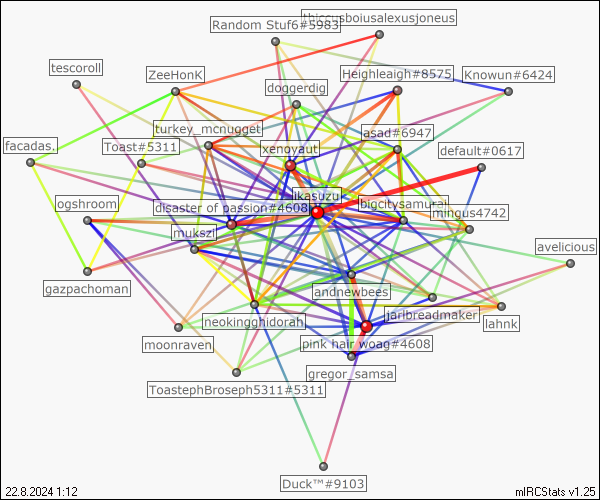 thiccusboiusalexusjoneus
Random Stuf6#5983
tescoroll
ZeeHonK
Heighleaigh#8575
Knowun#6424
doggerdig
turkey_mcnugget
asad#6947
facadas.
Toast#5311
xenoyaut
default#0617
ikasuzu
ogshroom
disaster of passion#4608
bigcitysamurai
mingus4742
mukszi
avelicious
gazpachoman
andnewbees
neokingghidorah
jarlbreadmaker
lahnk
moonraven
pink hair woag#4608
gregor_samsa
ToastephBroseph5311#5311
Duck™#9103
22.8.2024 1:12
mIRCStats v1.25